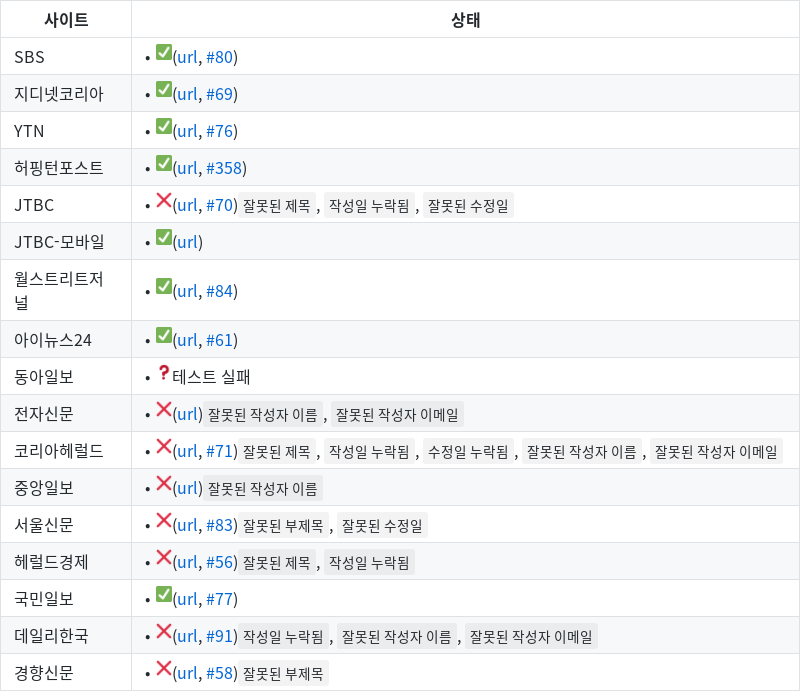 사이트 상태
SBS • ✅(url, #80)
지디넷코리아 • ✅(url, #69)
YTN • ✅(url, #76)
허핑턴포스트 • ✅(url, #358)
JTBC • ❌(url, #70) 잘못된 제목 , 작성일 누락됨 , 잘못된 수정일
JTBC-모바일 • ✅(url)
월스트리트저
널 • ✅(url, #84)
아이뉴스24 • ✅(url, #61)
동아일보 • ❓테스트 실패
전자신문 • ❌(url) 잘못된 작성자 이름 , 잘못된 작성자 이메일
코리아헤럴드 • ❌(url, #71) 잘못된 제목 , 작성일 누락됨 , 수정일 누락됨 , 잘못된 작성자 이름 , 잘못된 작성자 이메일
중앙일보 • ❌(url) 잘못된 작성자 이름
서울신문 • ❌(url, #83) 잘못된 부제목 , 잘못된 수정일
헤럴드경제 • ❌(url, #56) 잘못된 제목 , 작성일 누락됨
국민일보 • ✅(url, #77)
데일리한국 • ❌(url, #91) 작성일 누락됨 , 잘못된 작성자 이름 , 잘못된 작성자 이메일
경향신문 • ❌(url, #58) 잘못된 부제목